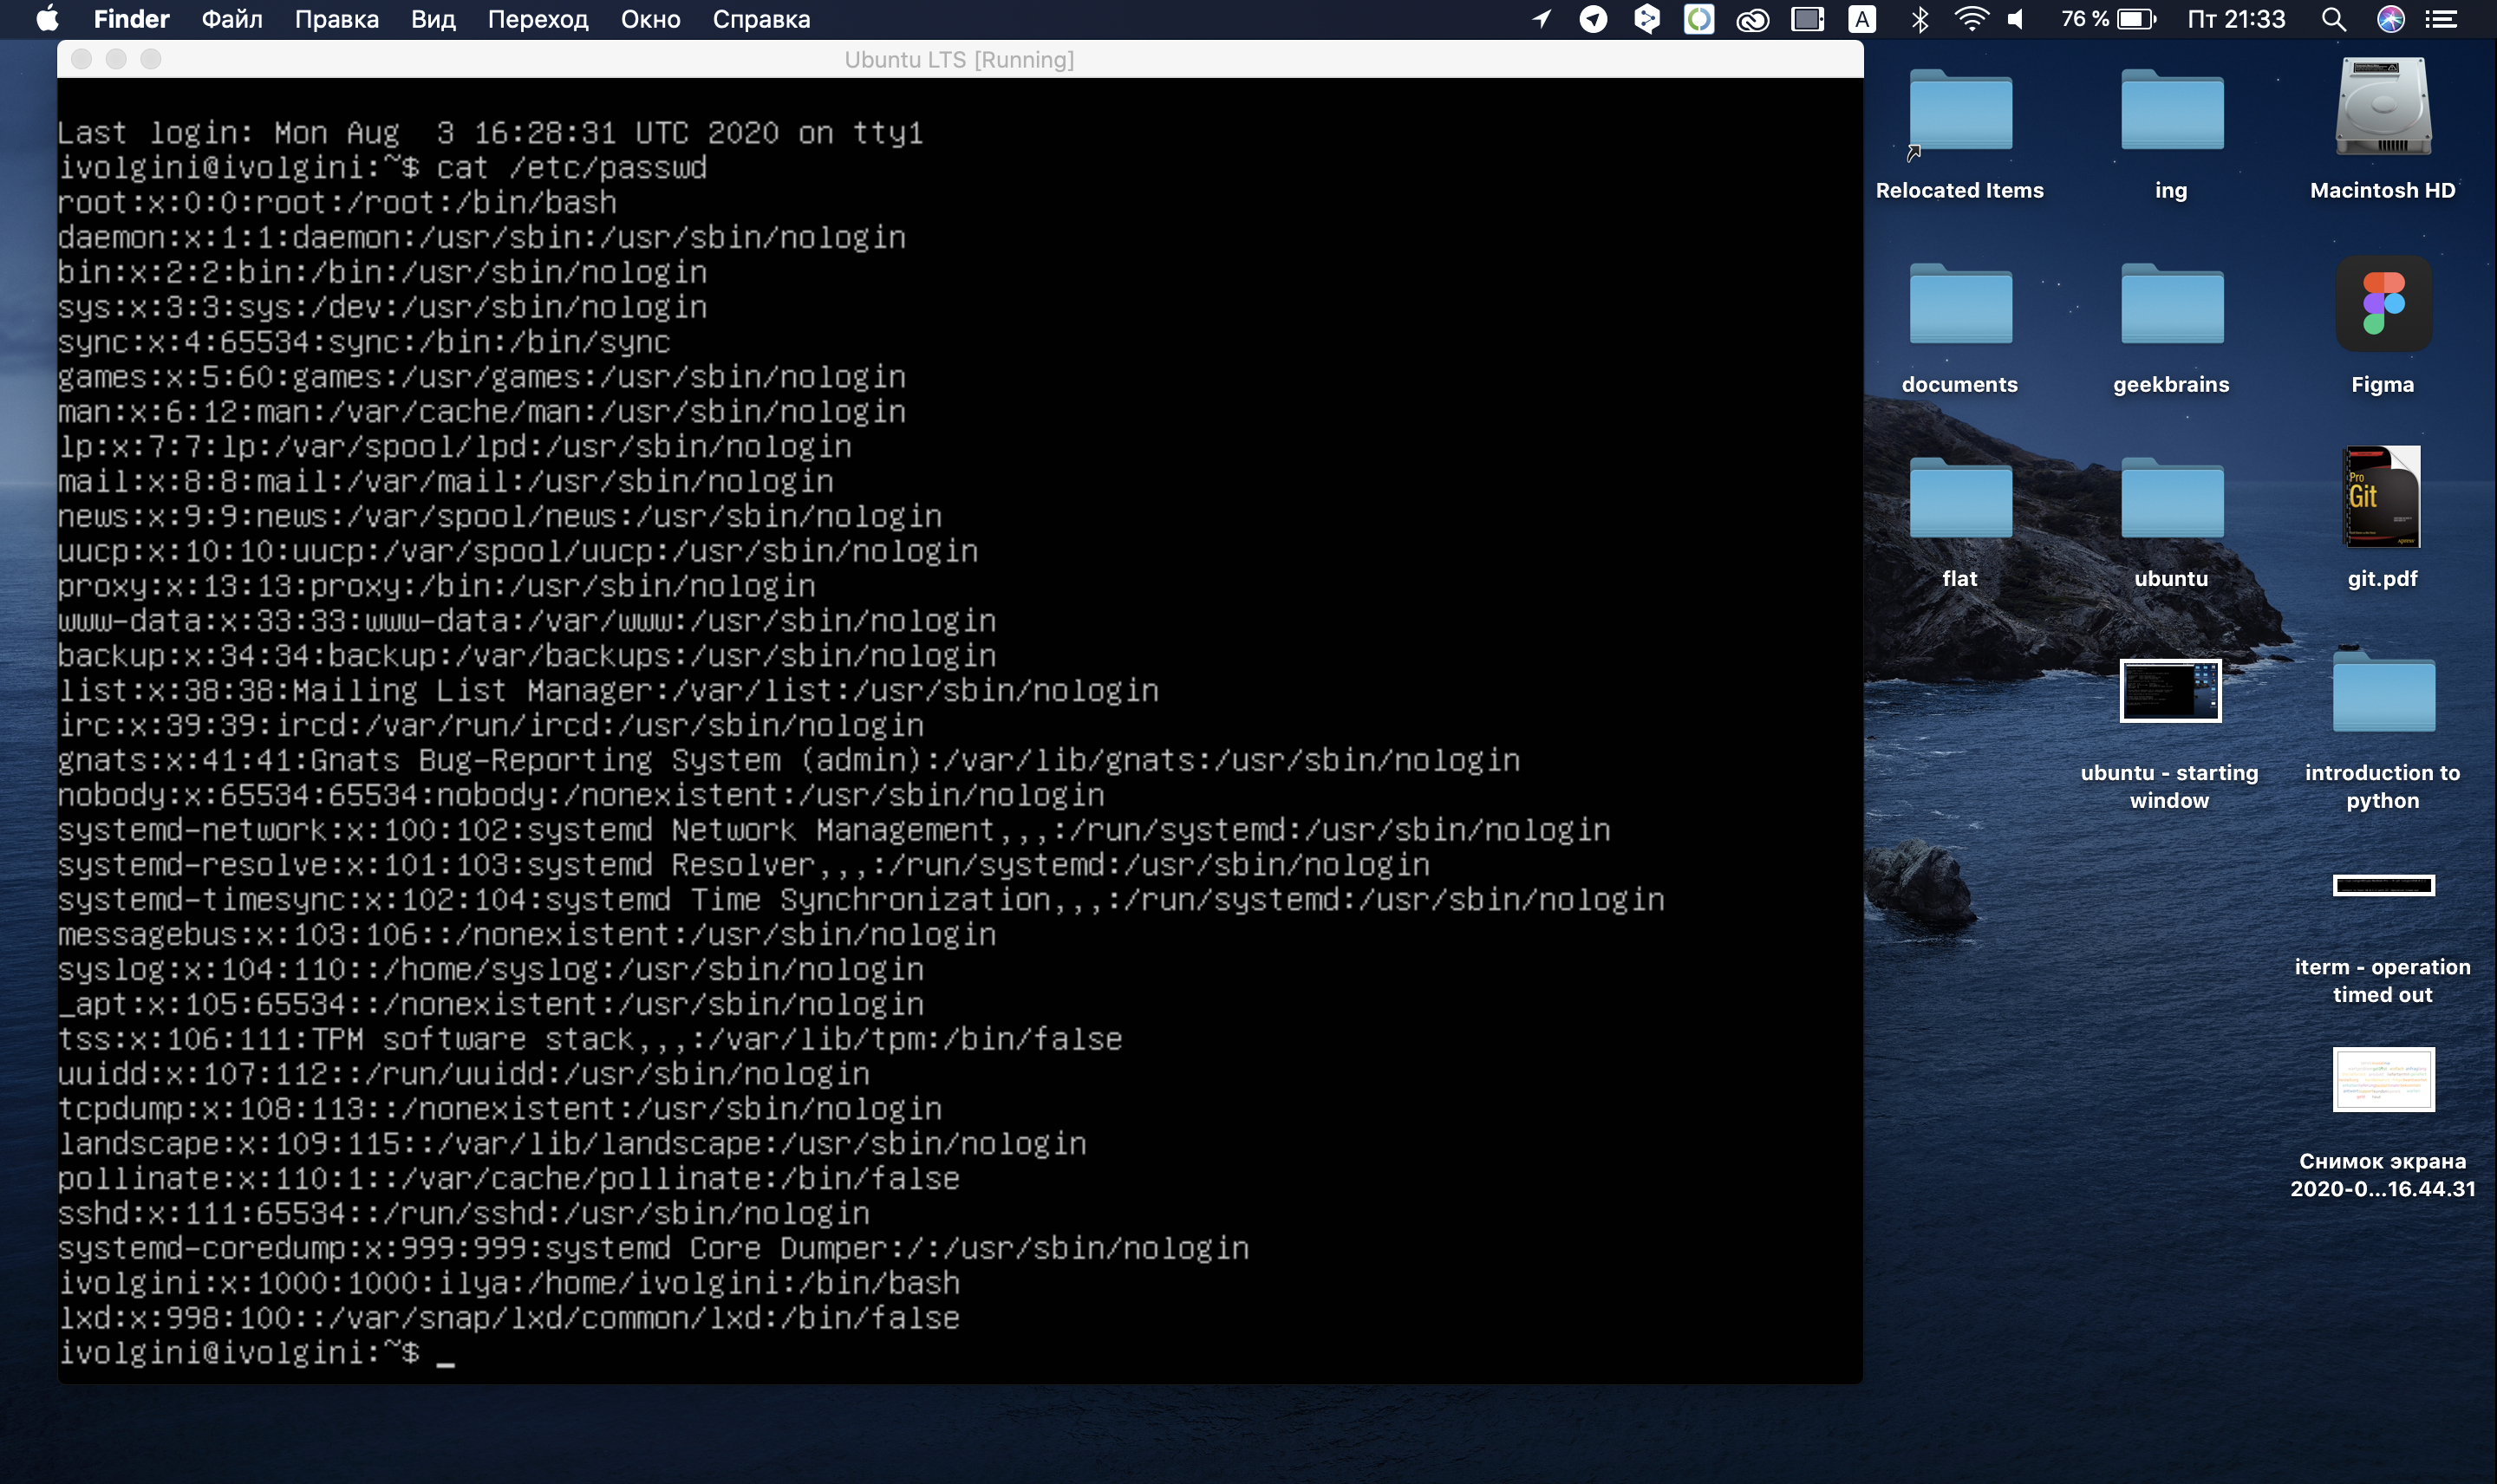 Finder Файл Правка Вид Переход Окно Справка A 76 % Пт 21:33
Ubuntu LTS [Running]
Last login: Mon Aug  3 16:28:31 UTC 2020 on tty1
ivolgini@ivolgini:~$ cat /etc/passwd
root:x:0:0:root:/root:/bin/bash
daemon:x:1:1:daemon:/usr/sbin:/usr/sbin/nologin
bin:x:2:2:bin:/bin:/usr/sbin/nologin
sys:x:3:3:sys:/dev:/usr/sbin/nologin
sync:x:4:65534:sync:/bin:/bin/sync
games:x:5:60:games:/usr/games:/usr/sbin/nologin
man:x:6:12:man:/var/cache/man:/usr/sbin/nologin
lp:x:7:7:lp:/var/spool/lpd:/usr/sbin/nologin
mail:x:8:8:mail:/var/mail:/usr/sbin/nologin
news:x:9:9:news:/var/spool/news:/usr/sbin/nologin
uucp:x:10:10:uucp:/var/spool/uucp:/usr/sbin/nologin
proxy:x:13:13:proxy:/bin:/usr/sbin/nologin
www-data:x:33:33:www-data:/var/www:/usr/sbin/nologin
backup:x:34:34:backup:/var/backups:/usr/sbin/nologin
list:x:38:38:Mailing List Manager:/var/list:/usr/sbin/nologin
irc:x:39:39:ircd:/var/run/ircd:/usr/sbin/nologin
gnats:x:41:41:Gnats Bug-Reporting System (admin):/var/lib/gnats:/usr/sbin/nologin
nobody:x:65534:65534:nobody:/nonexistent:/usr/sbin/nologin
systemd-network:x:100:102:systemd Network Management,,,:/run/systemd:/usr/sbin/nologin
systemd-resolve:x:101:103:systemd Resolver,,,:/run/systemd:/usr/sbin/nologin
systemd-timesync:x:102:104:systemd Time Synchronization,,,:/run/systemd:/usr/sbin/nologin
messagebus:x:103:106::/nonexistent:/usr/sbin/nologin
syslog:x:104:110::/home/syslog:/usr/sbin/nologin
_apt:x:105:65534::/nonexistent:/usr/sbin/nologin
tss:x:106:111:TPM software stack,,,:/var/lib/tpm:/bin/false
uuidd:x:107:112::/run/uuidd:/usr/sbin/nologin
tcpdump:x:108:113::/nonexistent:/usr/sbin/nologin
landscape:x:109:115::/var/lib/landscape:/usr/sbin/nologin
pollinate:x:110:1::/var/cache/pollinate:/bin/false
sshd:x:111:65534::/run/sshd:/usr/sbin/nologin
systemd-coredump:x:999:999:systemd Core Dumper:/:/usr/sbin/nologin
ivolgini:x:1000:1000:ilya:/home/ivolgini:/bin/bash
lxd:x:998:100::/var/snap/lxd/common/lxd:/bin/false
ivolgini@ivolgini:~$ _
Relocated Items
ing
Macintosh HD
documents
geekbrains
Figma
Pro
Git
flat
ubuntu
git.pdf
ubuntu - starting
window
introduction to
python
iterm - operation
timed out
Снимок экрана
2020-0...16.44.31